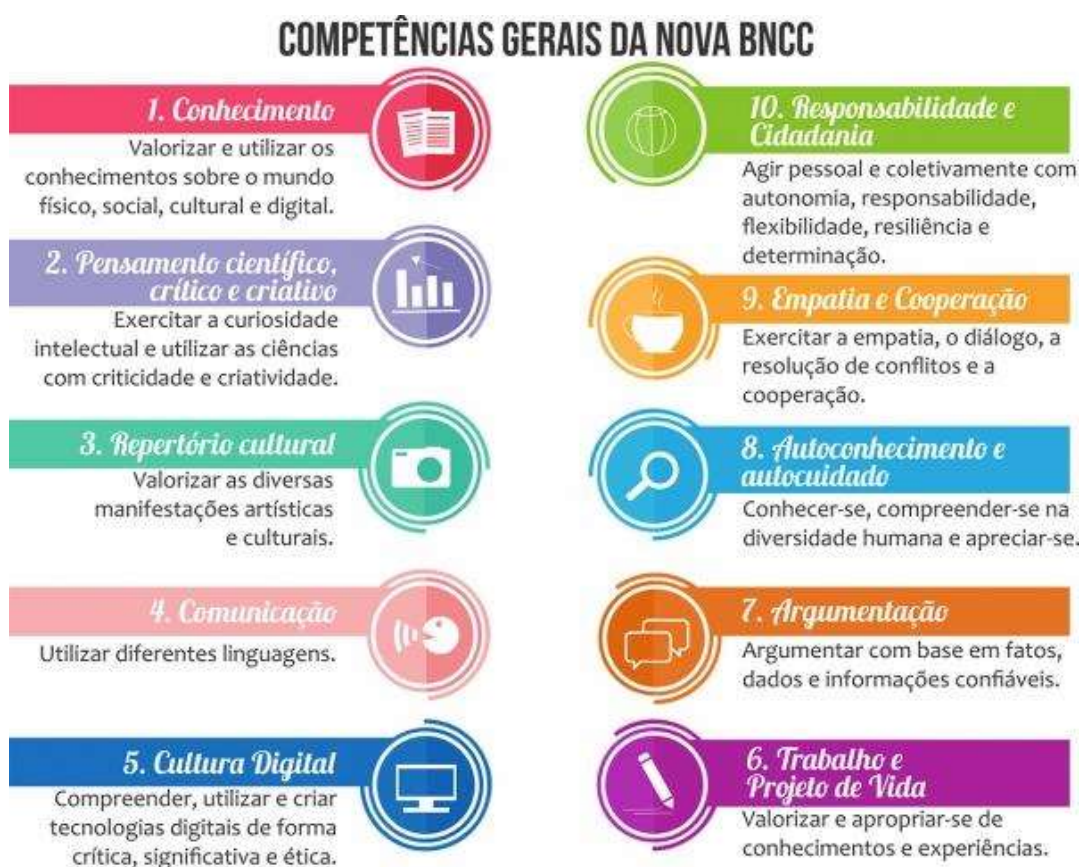 COMPETÊNCIAS GERAIS DA NOVA BNCC
1. Conhecimento
Valorizar e utilizar os
conhecimentos sobre o mundo
físico, social, cultural e digital.
2. Pensamento científico,
crítico e criativo
Exercitar a curiosidade
intelectual e utilizar as ciências
com criticidade e criatividade.
3. Repertório cultural
Valorizar as diversas
manifestações artísticas
e culturais.
4. Comunicação
Utilizar diferentes linguagens.
5. Cultura Digital
Compreender, utilizar e criar
tecnologias digitais de forma
crítica, significativa e ética.
10. Responsabilidade e
Cidadania
Agir pessoal e coletivamente com
autonomia, responsabilidade,
flexibilidade, resiliência e
determinação.
9. Empatia e Cooperação
Exercitar a empatia, o diálogo, a
resolução de conflitos e a
cooperação.
8. Autoconhecimento e
autocuidado
Conhecer-se, compreender-se na
diversidade humana e apreciar-se.
7. Argumentação
Argumentar com base em fatos,
dados e informações confiáveis.
6. Trabalho e
Projeto de Vida
Valorizar e apropriar-se de
conhecimentos e experiências.